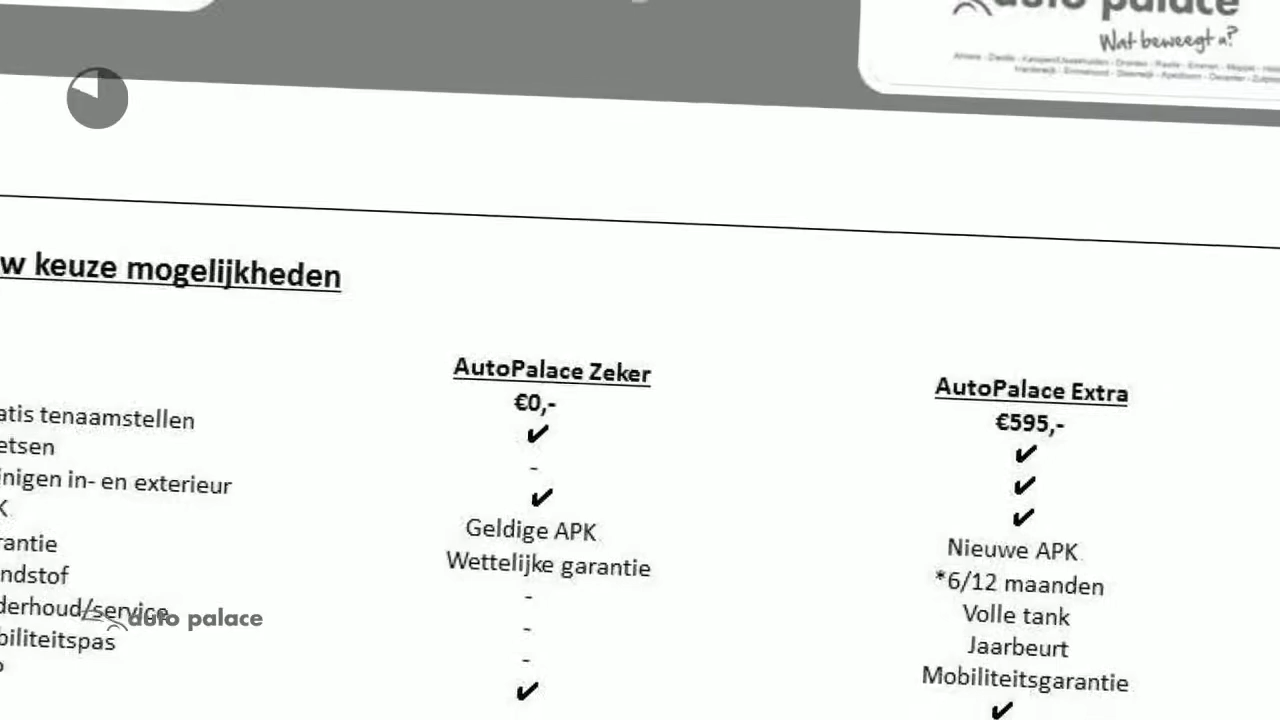 auto palace
Wat beweegt u?
w keuze mogelijkheden
AutoPalace Zeker
€0,-
AutoPalace Extra
€595,-
atis tenaamstellen ✔ ✔
etsen - ✔
inigen in- en exterieur ✔ ✔
K Geldige APK Nieuwe APK
rantie Wettelijke garantie *6/12 maanden
ndstof - Volle tank
derhoud/service - Jaarbeurt
biliteitspas - Mobiliteitsgarantie
✔ ✔
auto palace